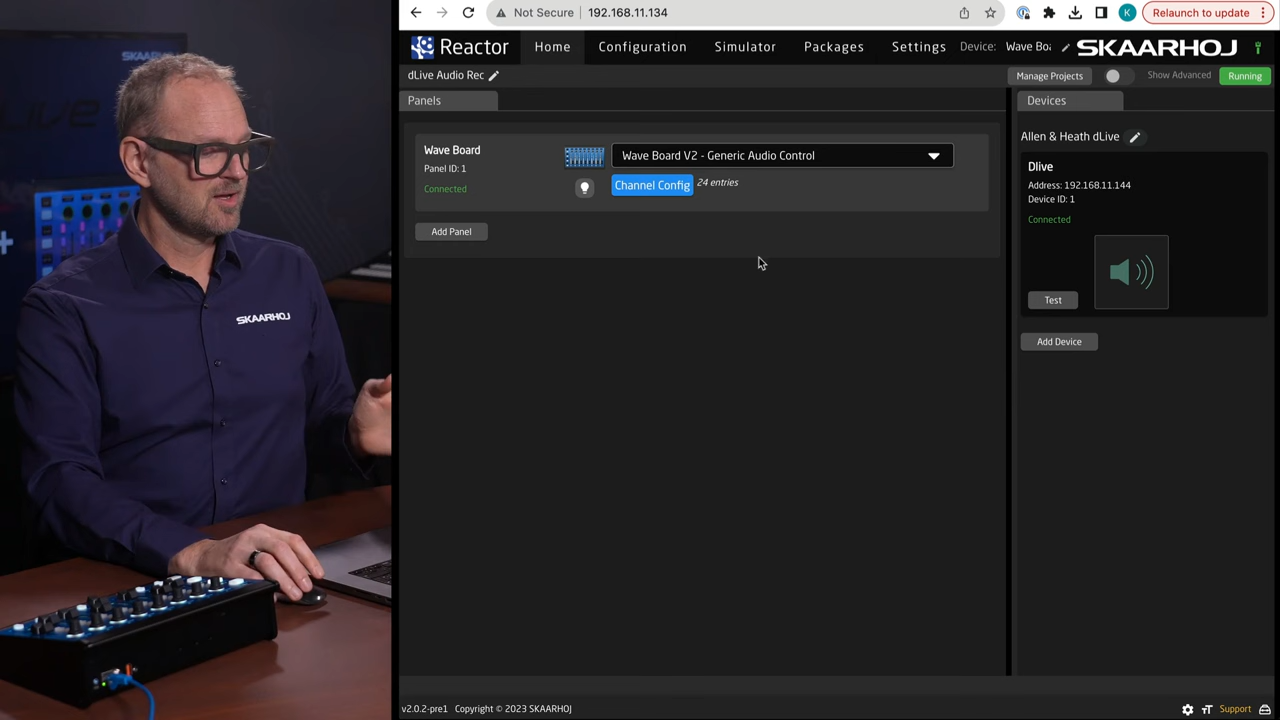 SKAARHOJ
LIVE
SKAARHOJ
Not Secure
192.168.11.134
K
Relaunch to update
Reactor
Home
Configuration
Simulator
Packages
Settings
Device:
Wave Boa
SKAARHOJ
dLive Audio Rec
Manage Projects
Show Advanced
Running
Panels
Devices
Wave Board
Panel ID: 1
Connected
Wave Board V2 - Generic Audio Control
Channel Config
24 entries
Add Panel
Allen & Heath dLive
Dlive
Address: 192.168.11.144
Device ID: 1
Connected
Test
Add Device
v2.0.2-pre1
Copyright © 2023 SKAARHOJ
Support